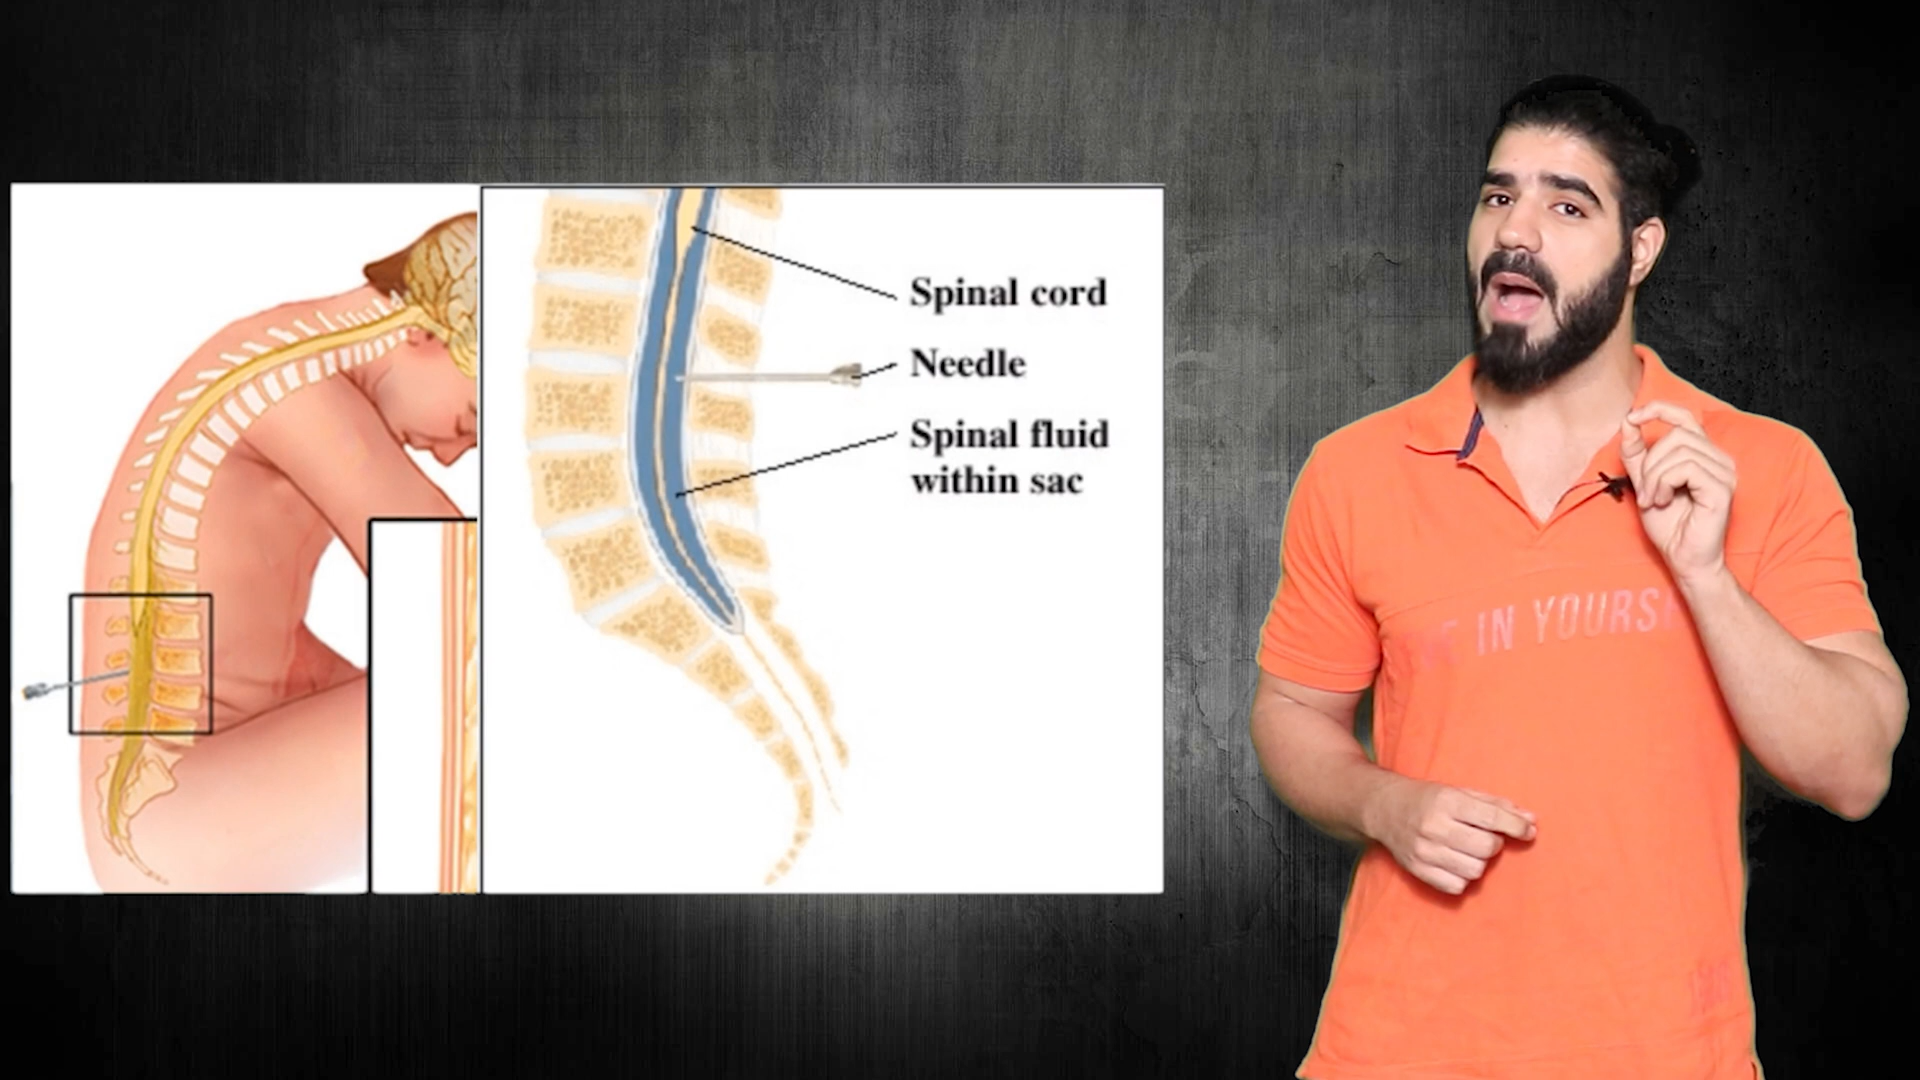 Spinal cord
Needle
Spinal fluid
within sac
IN YOURS